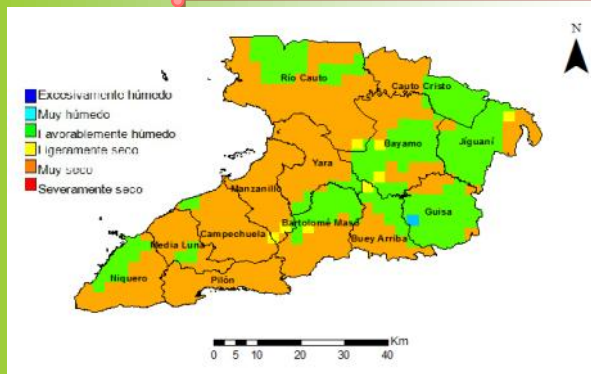 N
Excesivamente húmedo
Muy húmedo
Favorablemente húmedo
Ligeramente seco
Muy seco
Severamente seco
Río Cauto
Cauto Cristo
Bayamo
Jiguaní
Yara
Manzanillo
Guisa
Bartolomé Masó
Campechuela
Buey Arriba
Media Luna
Niquero
Pilón
Km
0 5 10 20 30 40